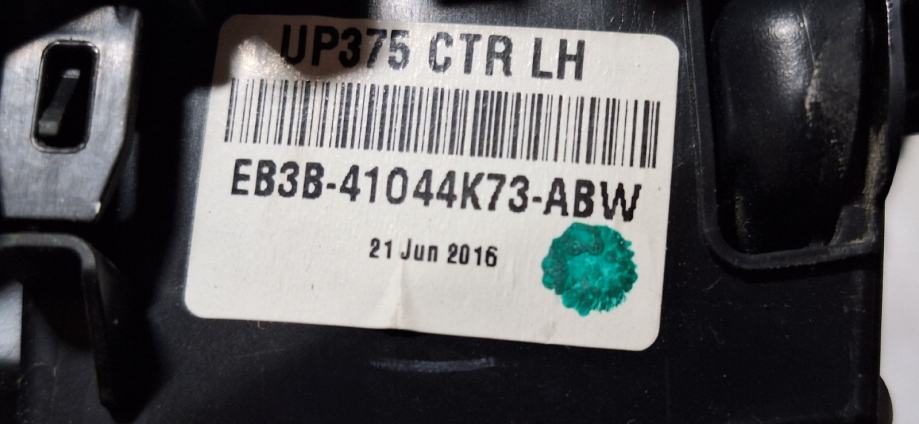 UP375 CTR LH
EB3B-41044K73-ABW
21 Jun 2016